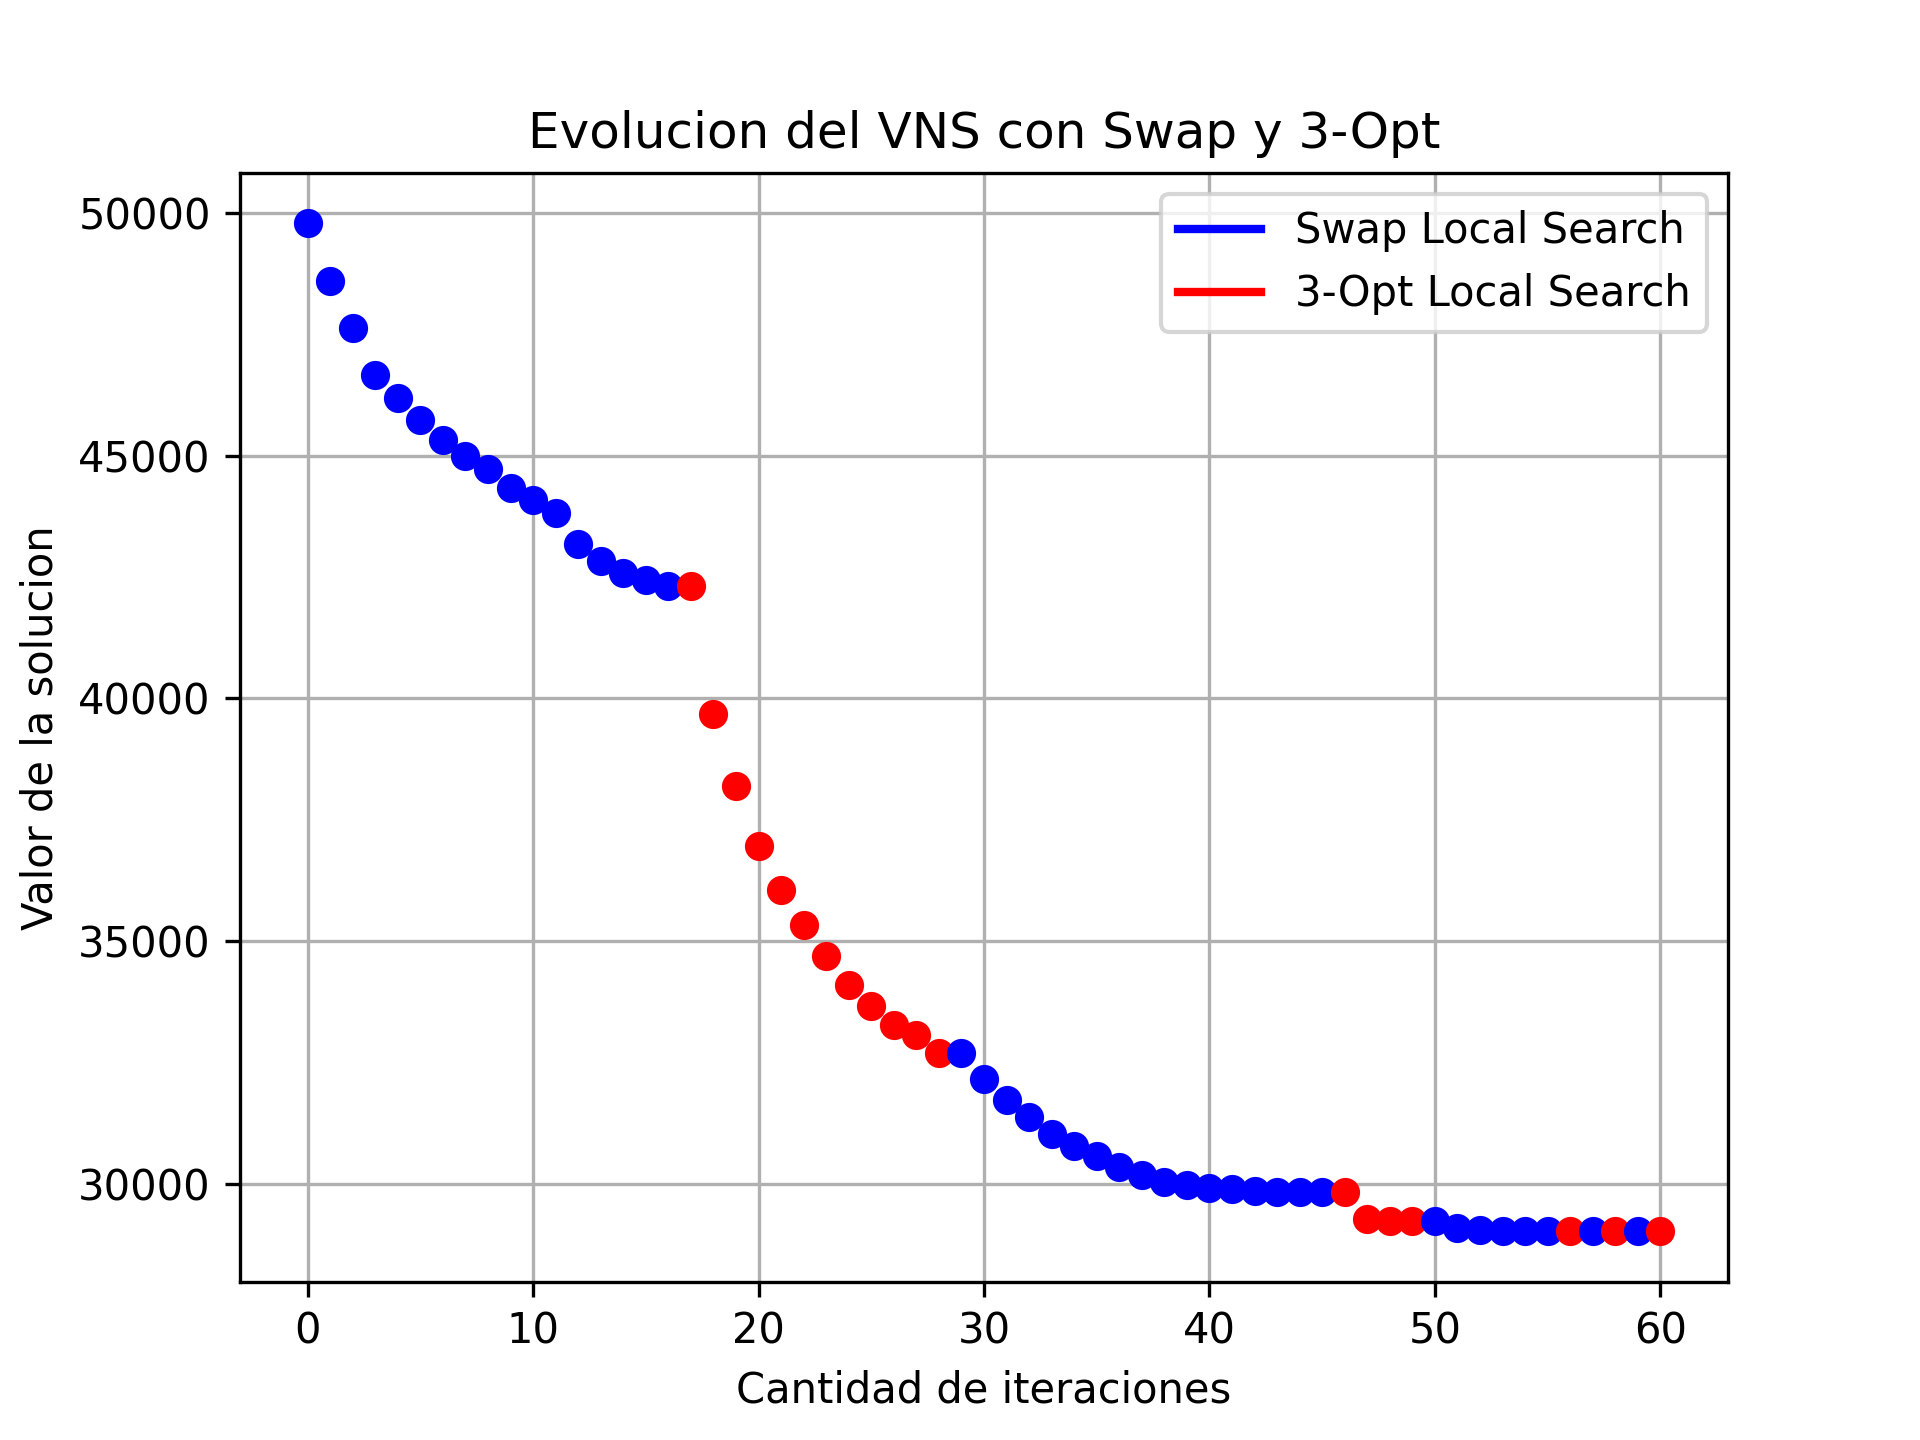 Evolucion del VNS con Swap y 3-Opt
Swap Local Search
3-Opt Local Search
Valor de la solucion
50000
45000
40000
35000
30000
0 10 20 30 40 50 60
Cantidad de iteraciones